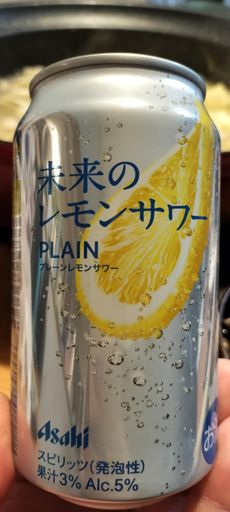 未来の
レモンサワー
PLAIN
プレーンレモンサワー
Asahi
スピリッツ(発泡性)
果汁3% Alc.5%
お